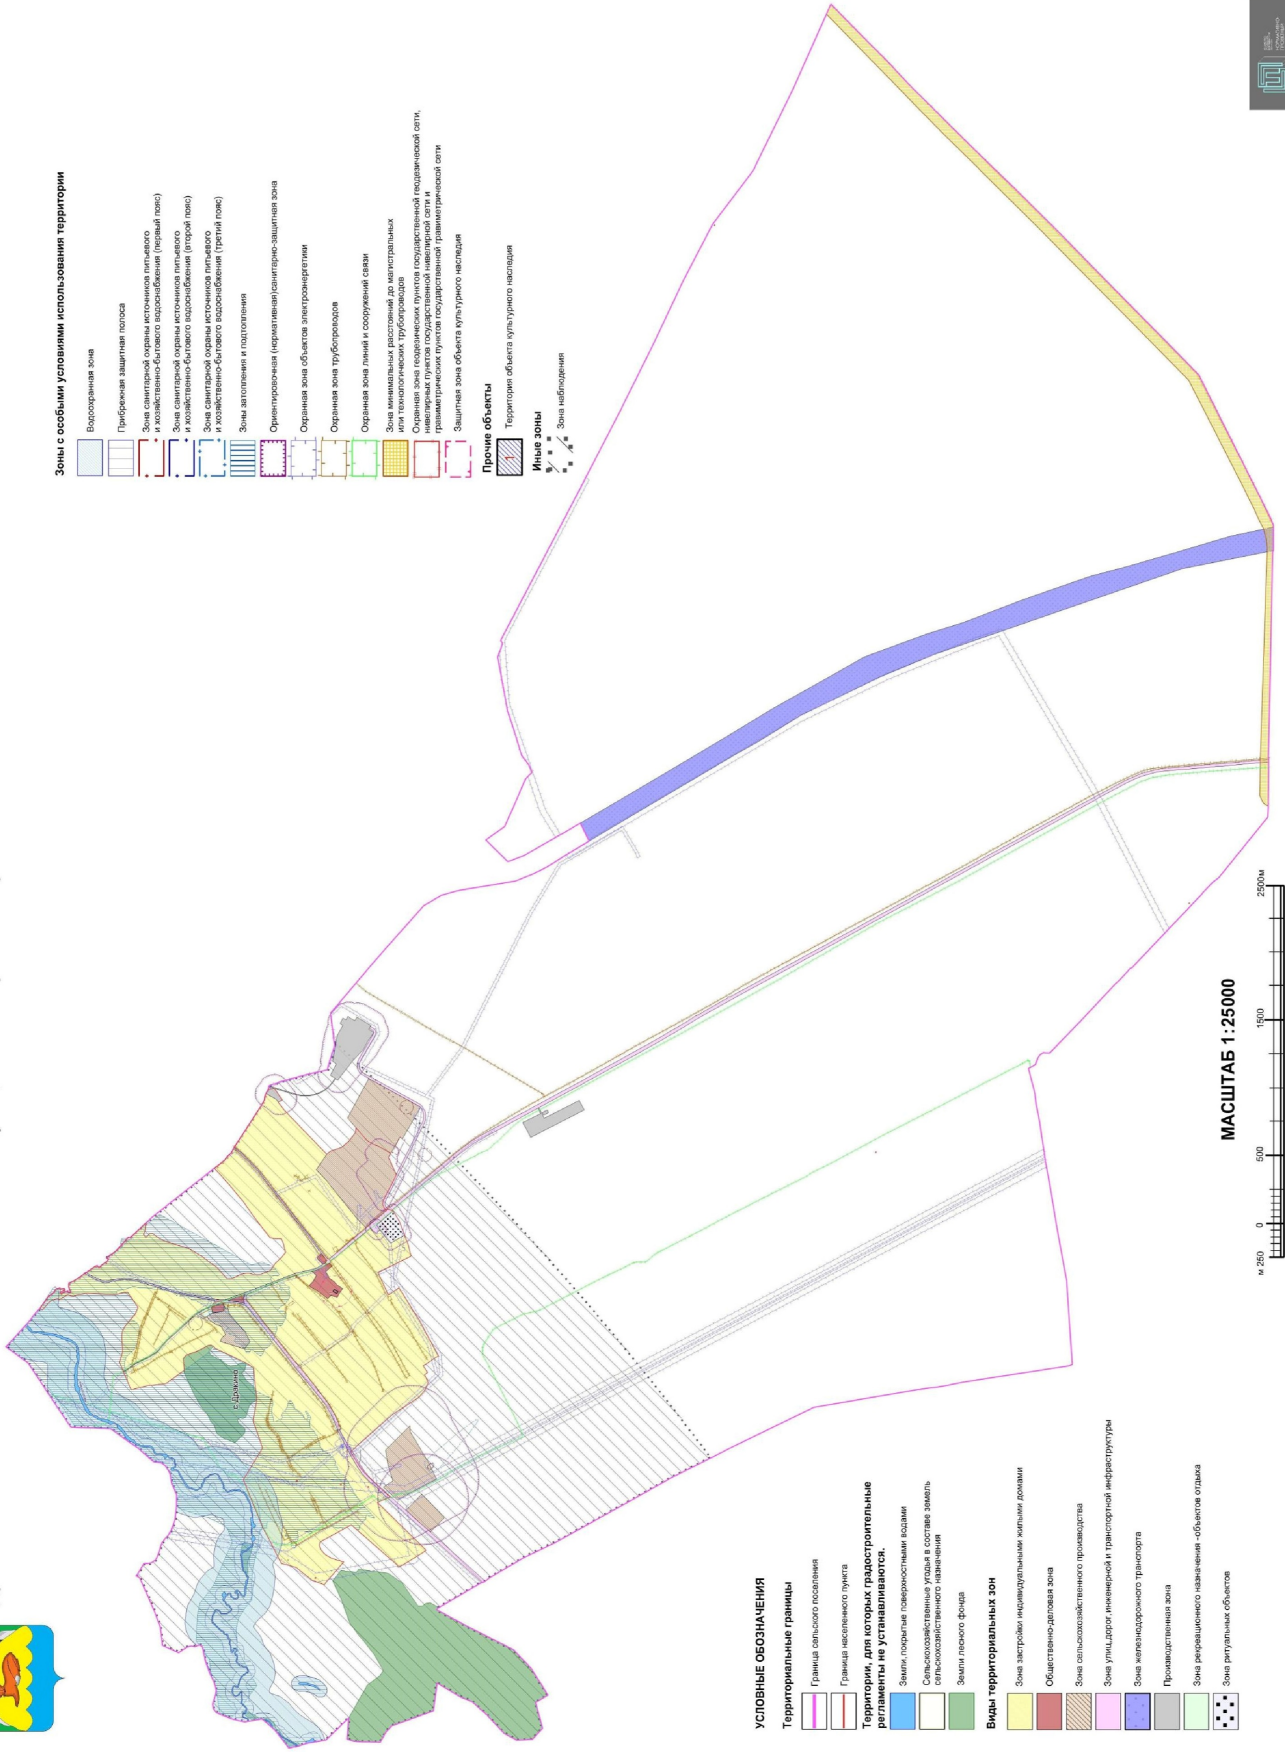 Зоны с особыми условиями использования территории
Водоохранная зона
Прибрежная защитная полоса
Зона санитарной охраны источников питьевого
и хозяйственно-бытового водоснабжения (первый пояс)
Зона санитарной охраны источников питьевого
и хозяйственно-бытового водоснабжения (второй пояс)
Зона санитарной охраны источников питьевого
и хозяйственно-бытового водоснабжения (третий пояс)
Зоны затопления и подтопления
Ориентировочная (нормативная)санитарно-защитная зона
Охранная зона объектов электроэнергетики
Охранная зона трубопроводов
Охранная зона линий и сооружений связи
Зона минимальных расстояний до магистральных
или технологических трубопроводов
Охранная зона геодезических пунктов государственной геодезической сети,
нивелирных пунктов государственной нивелирной сети и
гравиметрических пунктов государственной гравиметрической сети
Защитная зона объекта культурного наследия
Прочие объекты
1
Территория объекта культурного наследия
Иные зоны
Зона наблюдения
УСЛОВНЫЕ ОБОЗНАЧЕНИЯ
Территориальные границы
Граница сельского поселения
Граница населенного пункта
Территории, для которых градостроительные
регламенты не устанавливаются.
Земли,покрытые поверхностными водами
Сельскохозяйственные угодья в составе земель
сельскохозяйственного назначения
Земли лесного фонда
Виды территориальных зон
Зона застройки индивидуальными жилыми домами
Общественно-деловая зона
Зона сельскохозяйственного производства
Зона улиц,дорог,инженерной и транспортной инфраструктуры
Зона железнодорожного транспорта
Производственная зона
Зона рекреационного назначения -объектов отдыха
Зона ритуальных объектов
МАСШТАБ 1:25000
м 250 0 500 1500 2500м